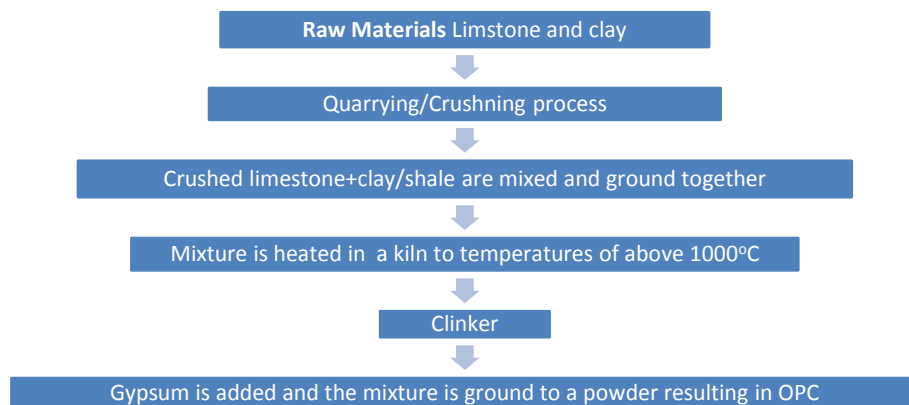 Raw Materials Limstone and clay
Quarrying/Crushning process
Crushed limestone+clay/shale are mixed and ground together
Mixture is heated in a kiln to temperatures of above 1000°C
Clinker
Gypsum is added and the mixture is ground to a powder resulting in OPC